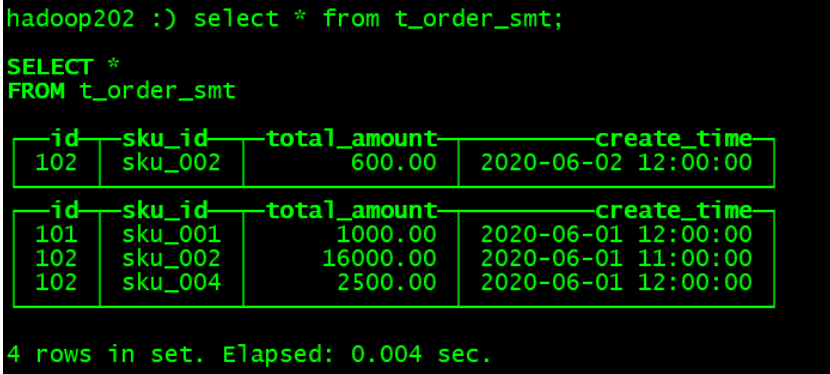 hadoop202 :) select * from t_order_smt;
SELECT *
FROM t_order_smt
id sku_id total_amount create_time
102 sku_002 600.00 2020-06-02 12:00:00
id sku_id total_amount create_time
101 sku_001 1000.00 2020-06-01 12:00:00
102 sku_002 16000.00 2020-06-01 11:00:00
102 sku_004 2500.00 2020-06-01 12:00:00
4 rows in set. Elapsed: 0.004 sec.